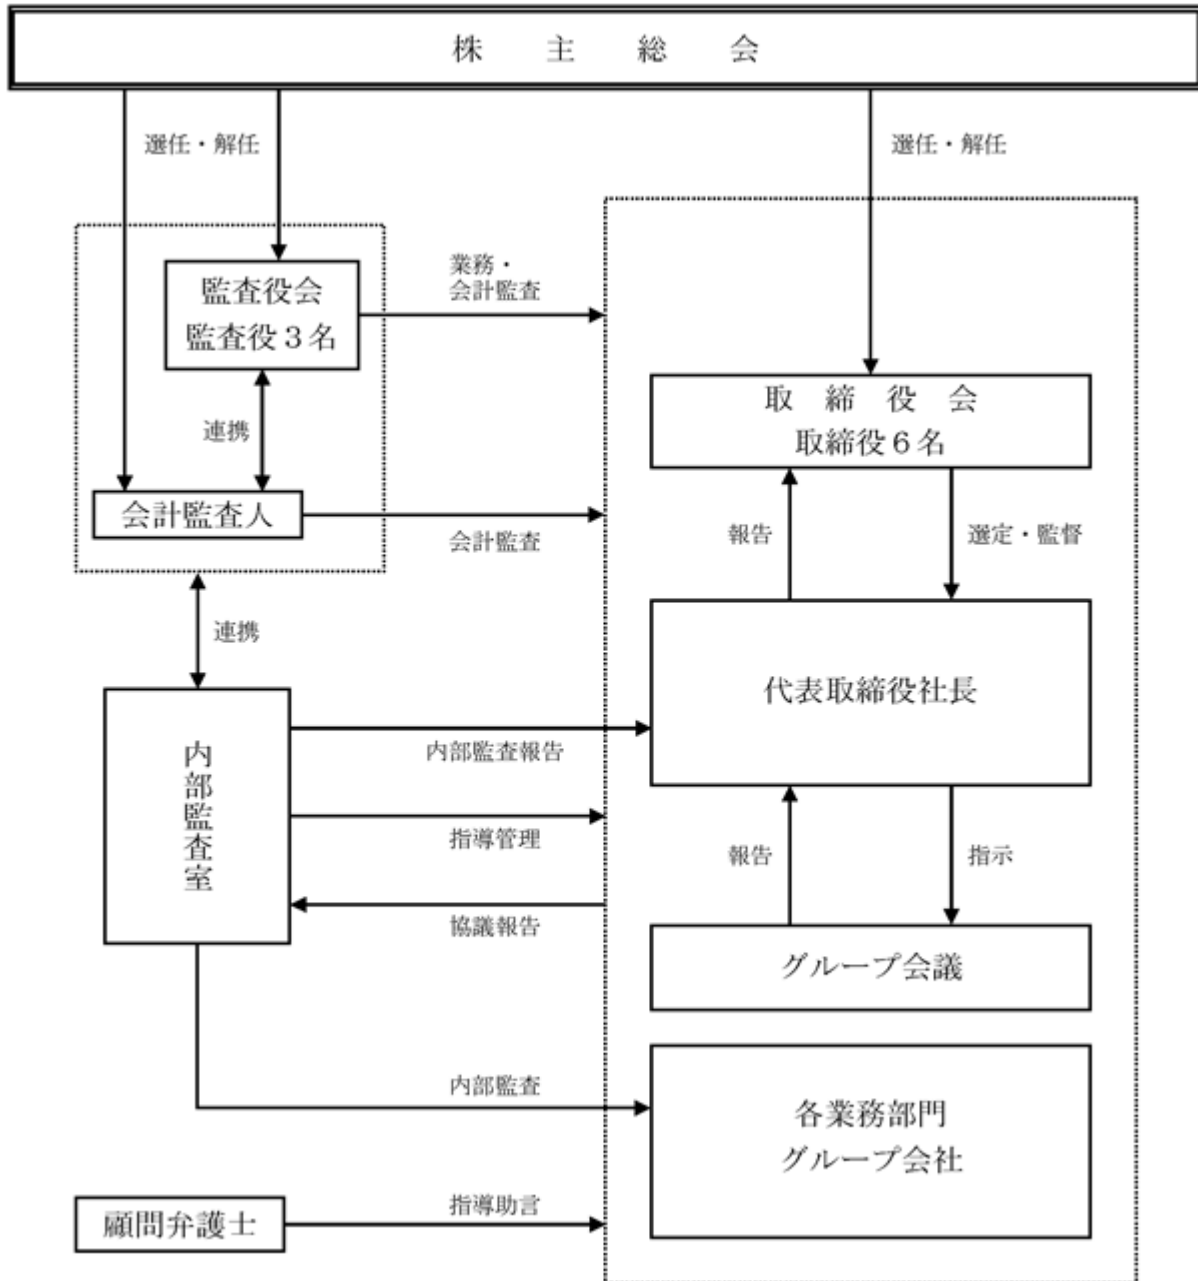 株 主 総 会
選任・解任
選任・解任
業務・
会計監査
監査役会
監査役３名
取 締 役 会
取締役６名
連携
会計監査人
会計監査
報告
選定・監督
連携
代表取締役社長
内部監査室
内部監査報告
指導管理
報告
指示
協議報告
グループ会議
内部監査
各業務部門
グループ会社
顧問弁護士
指導助言